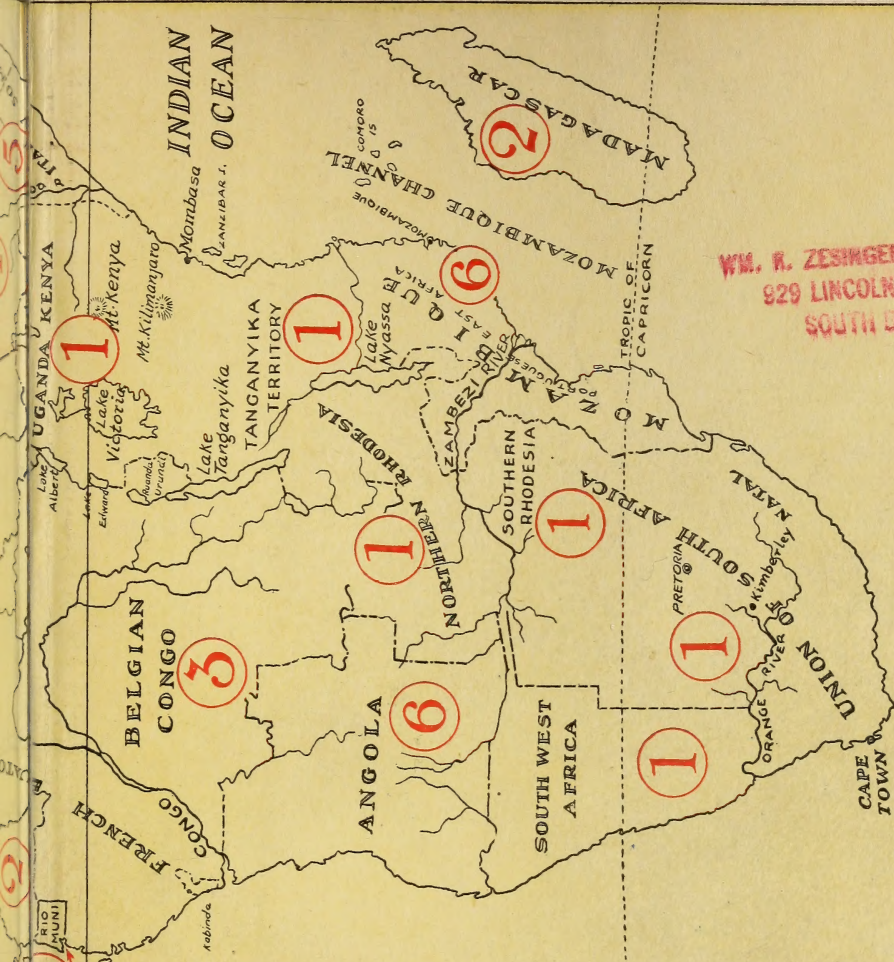 INDIAN
OCEAN
UGANDA
KENYA
1
Mt. Kenya
Mt. Kilimanjaro
Mombasa
ZANZIBAR I.
COMORO
IS
MADAGASCAR
2
MOZAMBIQUE CHANNEL
MOZAMBIQUE
MOZAMBIQUE
PORTUGUESE EAST AFRICA
6
Lake
Albert
Lake
Edward
Lake
Victoria
Ruanda
Urundi
Lake
Tanganyika
TANGANYIKA
TERRITORY
1
Lake
Nyassa
BELGIAN
CONGO
3
FRENCH CONGO
2
RIO
MUNI
Kabinda
5
ITA
ANGOLA
6
NORTHERN RHODESIA
1
ZAMBEZI RIVER
SOUTHERN
RHODESIA
1
SOUTH WEST
AFRICA
1
TROPIC OF
CAPRICORN
UNION OF SOUTH AFRICA
1
PRETORIA
Kimberley
NATAL
ORANGE RIVER
CAPE
TOWN
WM. R. ZESINGER
929 LINCOLN
SOUTH